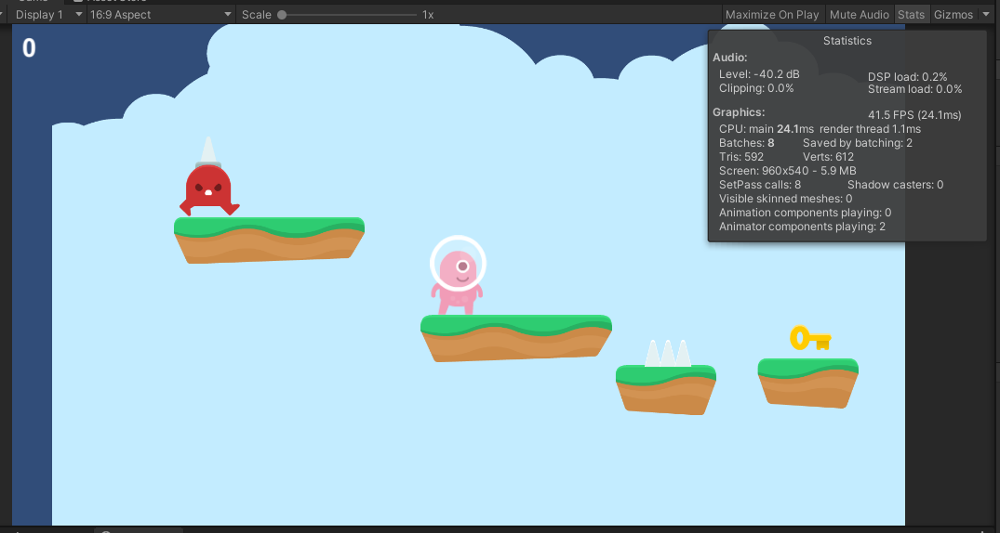 Display 1 16:9 Aspect Scale 1x Maximize On Play Mute Audio Stats Gizmos
0
Statistics
Audio:
Level: -40.2 dB DSP load: 0.2%
Clipping: 0.0% Stream load: 0.0%
Graphics: 41.5 FPS (24.1ms)
CPU: main 24.1ms render thread 1.1ms
Batches: 8 Saved by batching: 2
Tris: 592 Verts: 612
Screen: 960x540 - 5.9 MB
SetPass calls: 8 Shadow casters: 0
Visible skinned meshes: 0
Animation components playing: 0
Animator components playing: 2